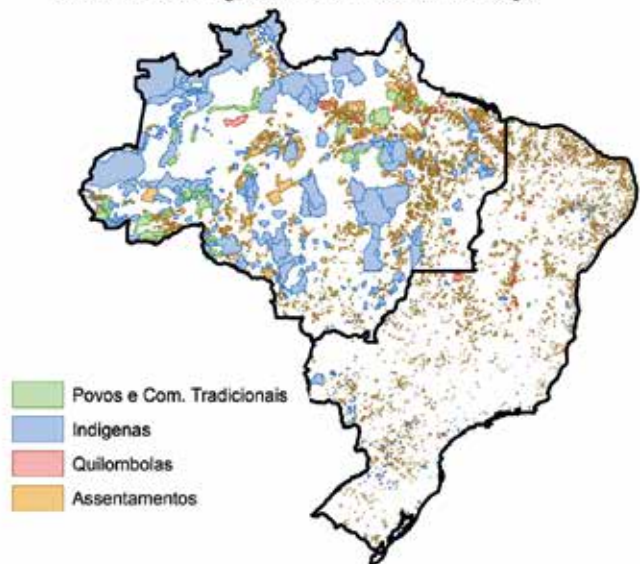 Povos e Com. Tradicionais
Indígenas
Quilombolas
Assentamentos